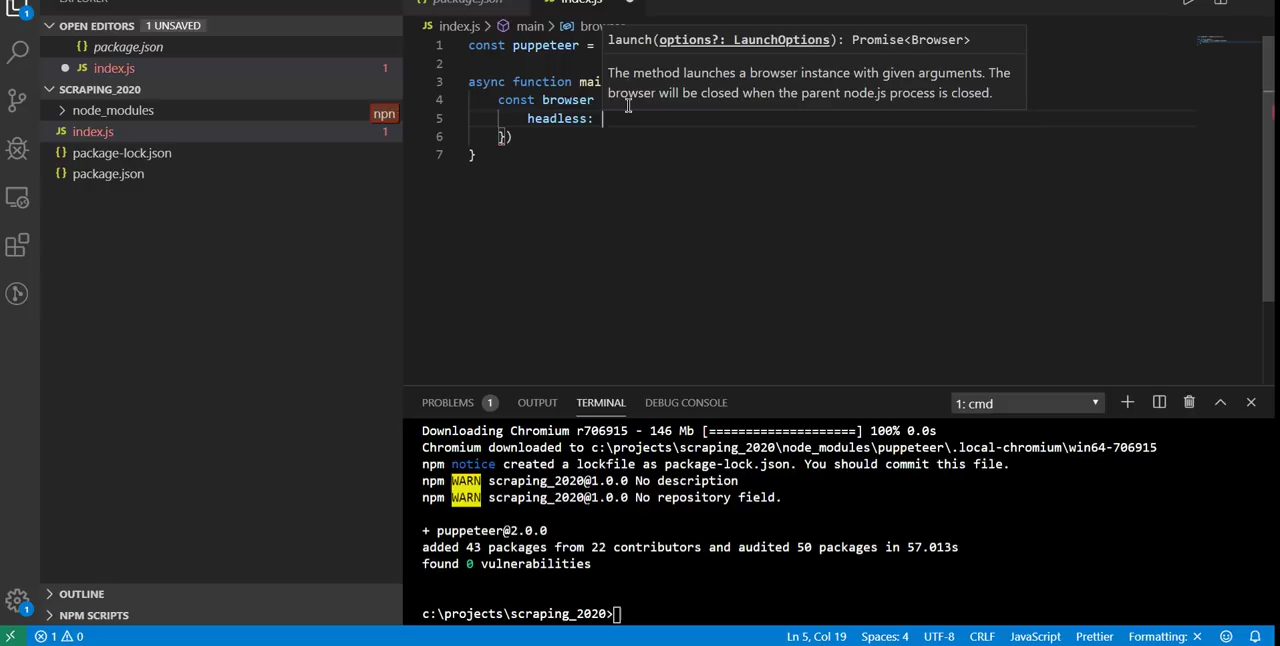 1
OPEN EDITORS 1 UNSAVED
{} package.json
JS index.js 1
SCRAPING_2020
node_modules
npn
JS index.js 1
{} package-lock.json
{} package.json
OUTLINE
NPM SCRIPTS
1
JS index.js > main >
launch(options?: LaunchOptions): Promise<Browser>
The method launches a browser instance with given arguments. The
browser will be closed when the parent node.js process is closed.
1 const puppeteer =
2
3 async function mai
4 const browser
5 headless:
6 })
7 }
PROBLEMS 1 OUTPUT TERMINAL DEBUG CONSOLE 1: cmd
Downloading Chromium r706915 - 146 Mb [====================] 100% 0.0s
Chromium downloaded to c:\projects\scraping_2020\node_modules\puppeteer\.local-chromium\win64-706915
npm notice created a lockfile as package-lock.json. You should commit this file.
npm WARN scraping_2020@1.0.0 No description
npm WARN scraping_2020@1.0.0 No repository field.
+ puppeteer@2.0.0
added 43 packages from 22 contributors and audited 50 packages in 57.013s
found 0 vulnerabilities
c:\projects\scraping_2020>
1 0 Ln 5, Col 19 Spaces: 4 UTF-8 CRLF JavaScript Prettier Formatting: ×